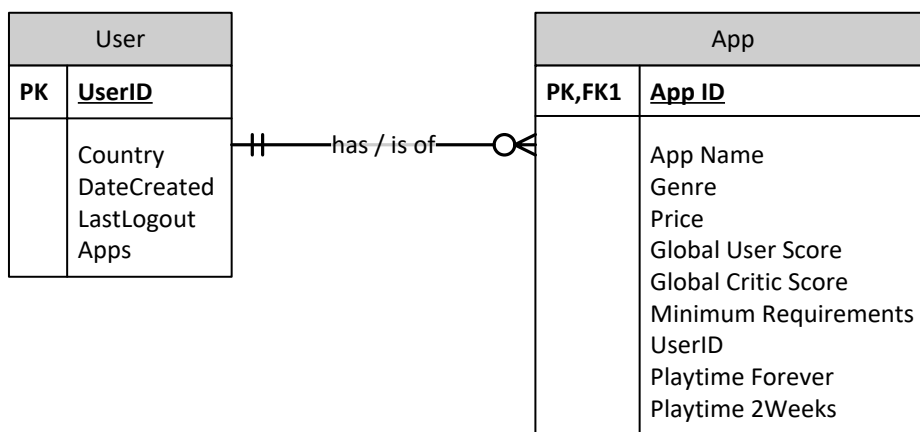 User
PK UserID
Country
DateCreated
LastLogout
Apps
has / is of
App
PK,FK1 App ID
App Name
Genre
Price
Global User Score
Global Critic Score
Minimum Requirements
UserID
Playtime Forever
Playtime 2Weeks